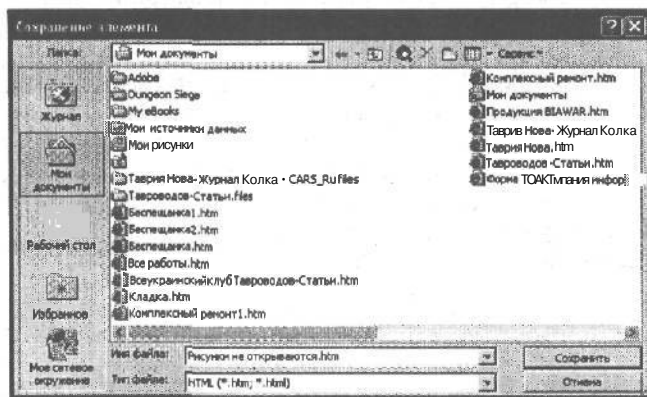 Сохранение элемента
Папка: Мои документы Сервис
Журнал
Мои документы
Рабочий стол
Избранное
Мое сетевое окружение
Adobe
Dungeon Siege
My eBooks
Мои источники данных
Мои рисунки
Таврия Нова- Журнал Колка • CARS_Rufiles
Тавроводов-Статьи.files
Беспещанка1.htm
Беспещанка2.htm
Беспещанка.htm
Все работы.htm
ВсеукраинскийклубТавроводов-Статьи.htm
Кладка.htm
Комплексный ремонт1.htm
Комплексный ремонт.htm
Мои документы
Продукция BIAWAR.htm
Таврив Нова- Журнал Колка
Таврия Нова,htm
Тавроводов-Статьи.htm
Форма ТОАКТмпания инфор
Имя файла: Рисунки не открываются.htm Сохранить
Тип файла: HTML (*.htm; *.html) Отмена